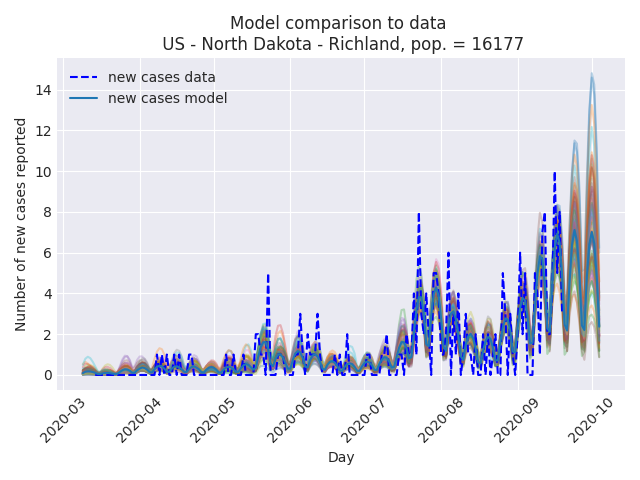 Model comparison to data
US - North Dakota - Richland, pop. = 16177
new cases data
new cases model
Number of new cases reported
14
12
10
8
6
4
2
0
2020-03
2020-04
2020-05
2020-06
2020-07
2020-08
2020-09
2020-10
Day